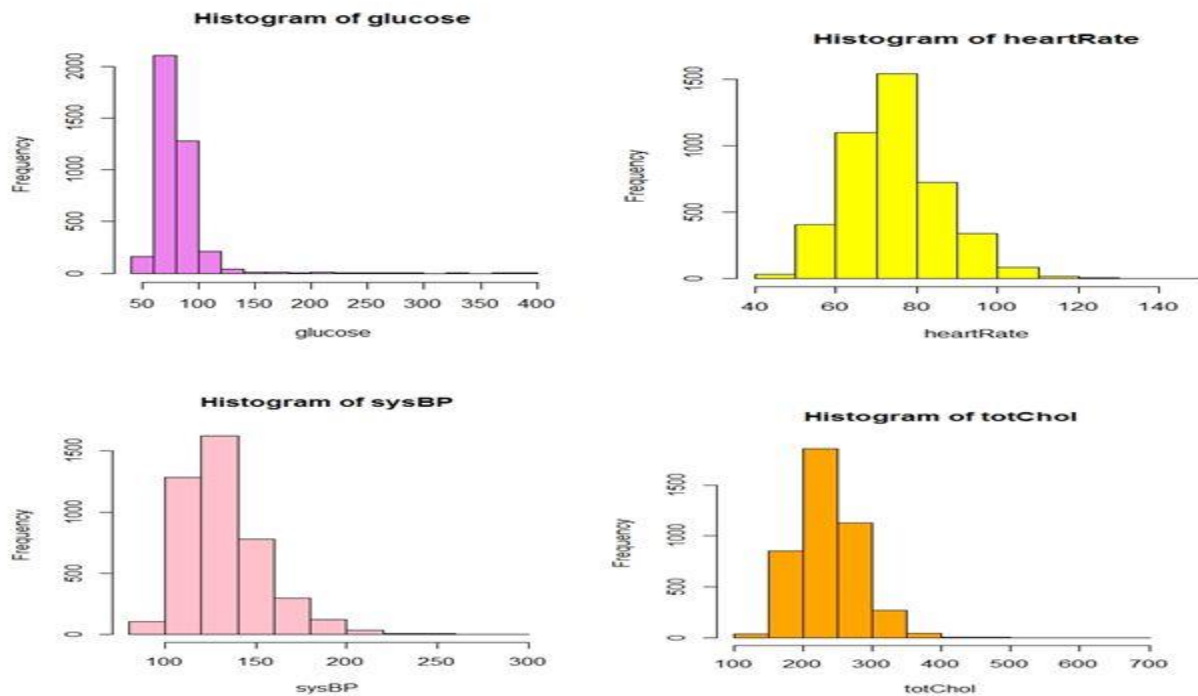 Histogram of glucose
Frequency
0 500 1000 1500 2000
50 100 150 200 250 300 350 400
glucose
Histogram of heartRate
Frequency
0 500 1000 1500
40 60 80 100 120 140
heartRate
Histogram of sysBP
Frequency
0 500 1000 1500
100 150 200 250 300
sysBP
Histogram of totChol
Frequency
0 500 1000 1500
100 200 300 400 500 600 700
totChol